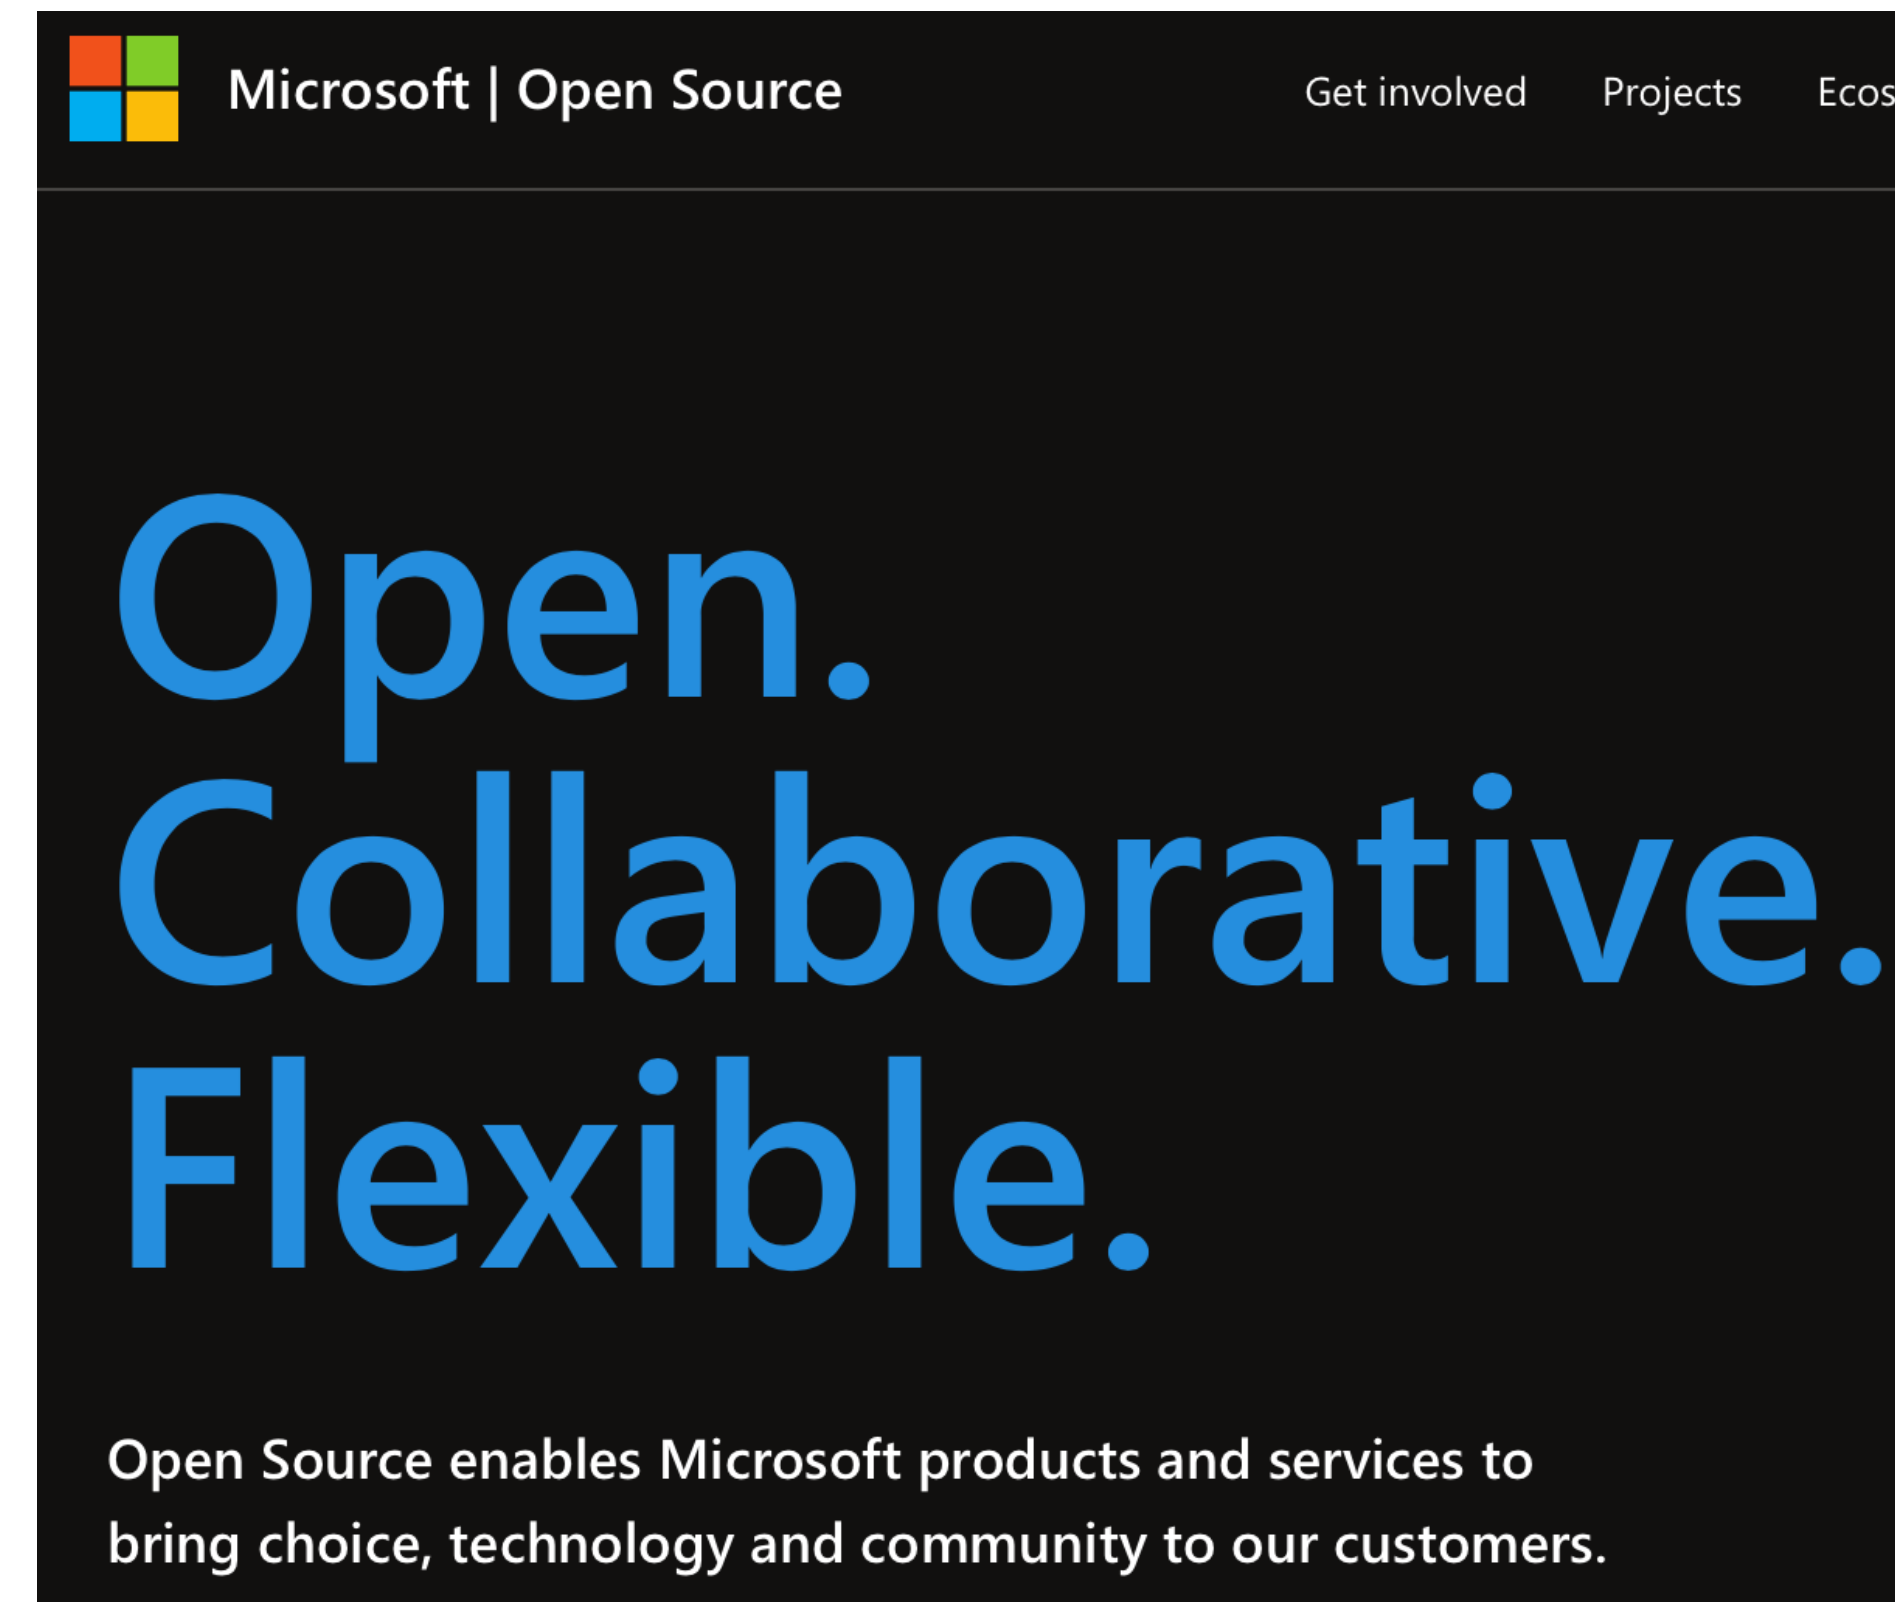 Microsoft | Open Source
Get involved Projects Ecos
Open.
Collaborative.
Flexible.
Open Source enables Microsoft products and services to
bring choice, technology and community to our customers.